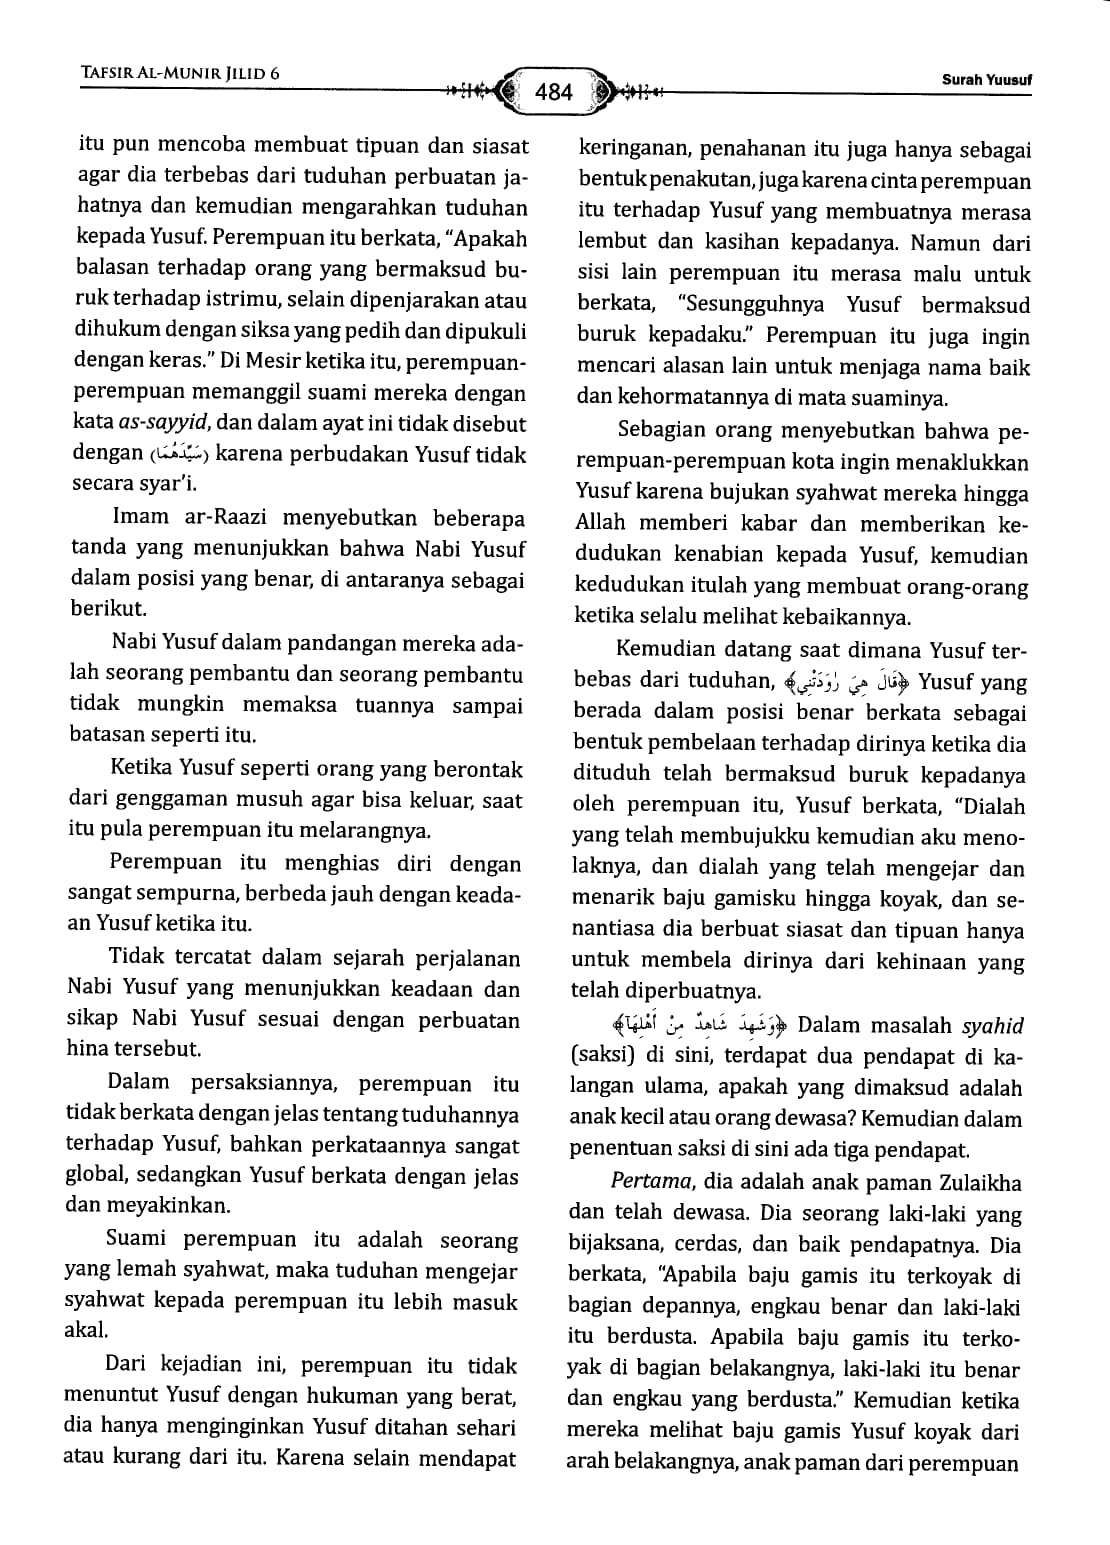 TAFSIR AL-MUNIR JILID 6
484
Surah Yuusuf
itu pun mencoba membuat tipuan dan siasat
agar dia terbebas dari tuduhan perbuatan ja-
hatnya dan kemudian mengarahkan tuduhan
kepada Yusuf. Perempuan itu berkata, “Apakah
balasan terhadap orang yang bermaksud bu-
ruk terhadap istrimu, selain dipenjarakan atau
dihukum dengan siksa yang pedih dan dipukuli
dengan keras.” Di Mesir ketika itu, perempuan-
perempuan memanggil suami mereka dengan
kata as-sayyid, dan dalam ayat ini tidak disebut
dengan (سَيِّدَهُمَا) karena perbudakan Yusuf tidak
secara syar’i.
Imam ar-Raazi menyebutkan beberapa
tanda yang menunjukkan bahwa Nabi Yusuf
dalam posisi yang benar, di antaranya sebagai
berikut.
Nabi Yusuf dalam pandangan mereka ada-
lah seorang pembantu dan seorang pembantu
tidak mungkin memaksa tuannya sampai
batasan seperti itu.
Ketika Yusuf seperti orang yang berontak
dari genggaman musuh agar bisa keluar, saat
itu pula perempuan itu melarangnya.
Perempuan itu menghias diri dengan
sangat sempurna, berbeda jauh dengan keada-
an Yusuf ketika itu.
Tidak tercatat dalam sejarah perjalanan
Nabi Yusuf yang menunjukkan keadaan dan
sikap Nabi Yusuf sesuai dengan perbuatan
hina tersebut.
Dalam persaksiannya, perempuan itu
tidak berkata dengan jelas tentang tuduhannya
terhadap Yusuf, bahkan perkataannya sangat
global, sedangkan Yusuf berkata dengan jelas
dan meyakinkan.
Suami perempuan itu adalah seorang
yang lemah syahwat, maka tuduhan mengejar
syahwat kepada perempuan itu lebih masuk
akal.
Dari kejadian ini, perempuan itu tidak
menuntut Yusuf dengan hukuman yang berat,
dia hanya menginginkan Yusuf ditahan sehari
atau kurang dari itu. Karena selain mendapat
keringanan, penahanan itu juga hanya sebagai
bentuk penakutan, juga karena cinta perempuan
itu terhadap Yusuf yang membuatnya merasa
lembut dan kasihan kepadanya. Namun dari
sisi lain perempuan itu merasa malu untuk
berkata, “Sesungguhnya Yusuf bermaksud
buruk kepadaku.” Perempuan itu juga ingin
mencari alasan lain untuk menjaga nama baik
dan kehormatannya di mata suaminya.
Sebagian orang menyebutkan bahwa pe-
rempuan-perempuan kota ingin menaklukkan
Yusuf karena bujukan syahwat mereka hingga
Allah memberi kabar dan memberikan ke-
dudukan kenabian kepada Yusuf, kemudian
kedudukan itulah yang membuat orang-orang
ketika selalu melihat kebaikannya.
Kemudian datang saat dimana Yusuf ter-
bebas dari tuduhan, ﴿قَالَ هِيَ رَٰوَدَتْنِي﴾ Yusuf yang
berada dalam posisi benar berkata sebagai
bentuk pembelaan terhadap dirinya ketika dia
dituduh telah bermaksud buruk kepadanya
oleh perempuan itu, Yusuf berkata, “Dialah
yang telah membujukku kemudian aku meno-
laknya, dan dialah yang telah mengejar dan
menarik baju gamisku hingga koyak, dan se-
nantiasa dia berbuat siasat dan tipuan hanya
untuk membela dirinya dari kehinaan yang
telah diperbuatnya.
﴿وَشَهِدَ شَاهِدٌ مِنْ أَهْلِهَآ﴾ Dalam masalah syahid
(saksi) di sini, terdapat dua pendapat di ka-
langan ulama, apakah yang dimaksud adalah
anak kecil atau orang dewasa? Kemudian dalam
penentuan saksi di sini ada tiga pendapat.
Pertama, dia adalah anak paman Zulaikha
dan telah dewasa. Dia seorang laki-laki yang
bijaksana, cerdas, dan baik pendapatnya. Dia
berkata, “Apabila baju gamis itu terkoyak di
bagian depannya, engkau benar dan laki-laki
itu berdusta. Apabila baju gamis itu terko-
yak di bagian belakangnya, laki-laki itu benar
dan engkau yang berdusta.” Kemudian ketika
mereka melihat baju gamis Yusuf koyak dari
arah belakangnya, anak paman dari perempuan